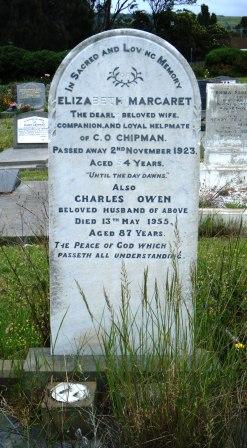 In Sacred and Loving Memory
ELIZABETH MARGARET
THE DEARLY BELOVED WIFE,
COMPANION, AND LOYAL HELPMATE
OF C.O CHIPMAN.
PASSED AWAY 2ND NOVEMBER 1923
AGED 4 YEARS.
"UNTIL THE DAY DAWNS."
ALSO
CHARLES OWEN
BELOVED HUSBAND OF ABOVE
DIED 13TH MAY 1955,
AGED 87 YEARS.
THE PEACE OF GOD WHICH
PASSETH ALL UNDERSTANDING.